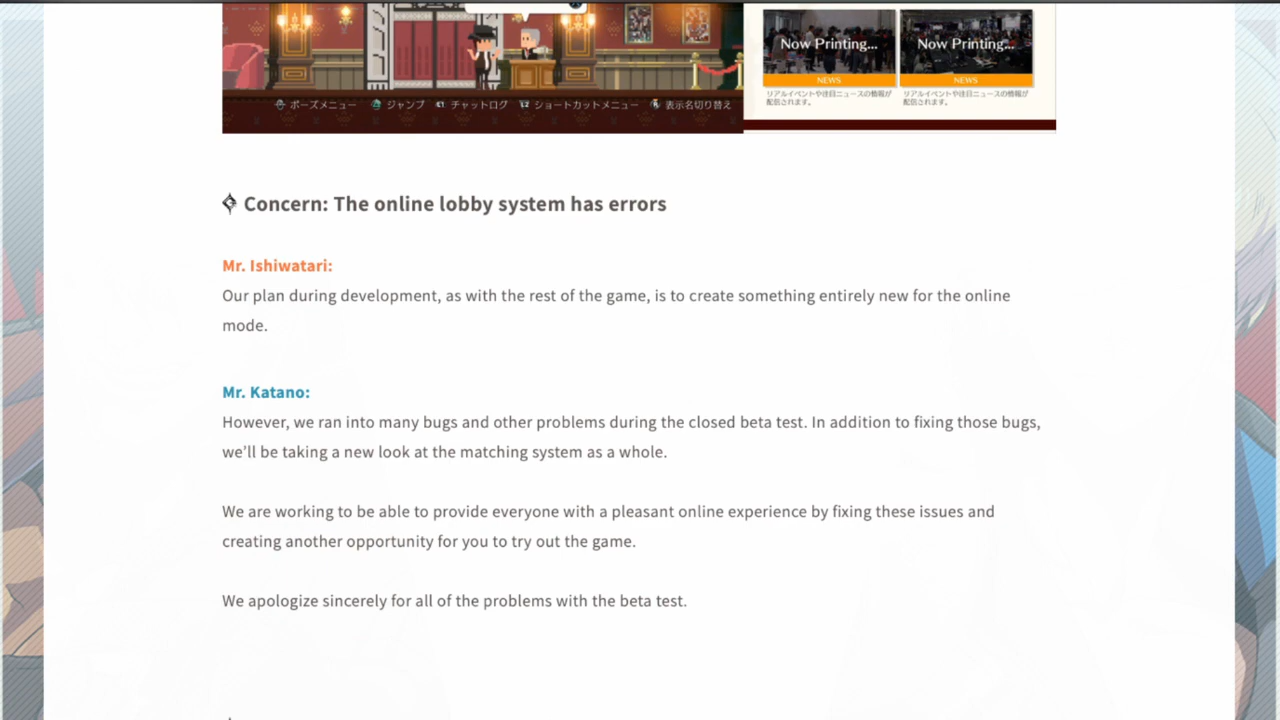 Now Printing...
Now Printing...
NEWS
NEWS
リアルイベントや注目ニュースの情報が
配信されます。
リアルイベントや注目ニュースの情報が
配信されます。
ポーズメニュー ジャンプ チャットログ ショートカットメニュー 表示名切り替え
Concern: The online lobby system has errors
Mr. Ishiwatari:
Our plan during development, as with the rest of the game, is to create something entirely new for the online
mode.
Mr. Katano:
However, we ran into many bugs and other problems during the closed beta test. In addition to fixing those bugs,
we’ll be taking a new look at the matching system as a whole.
We are working to be able to provide everyone with a pleasant online experience by fixing these issues and
creating another opportunity for you to try out the game.
We apologize sincerely for all of the problems with the beta test.